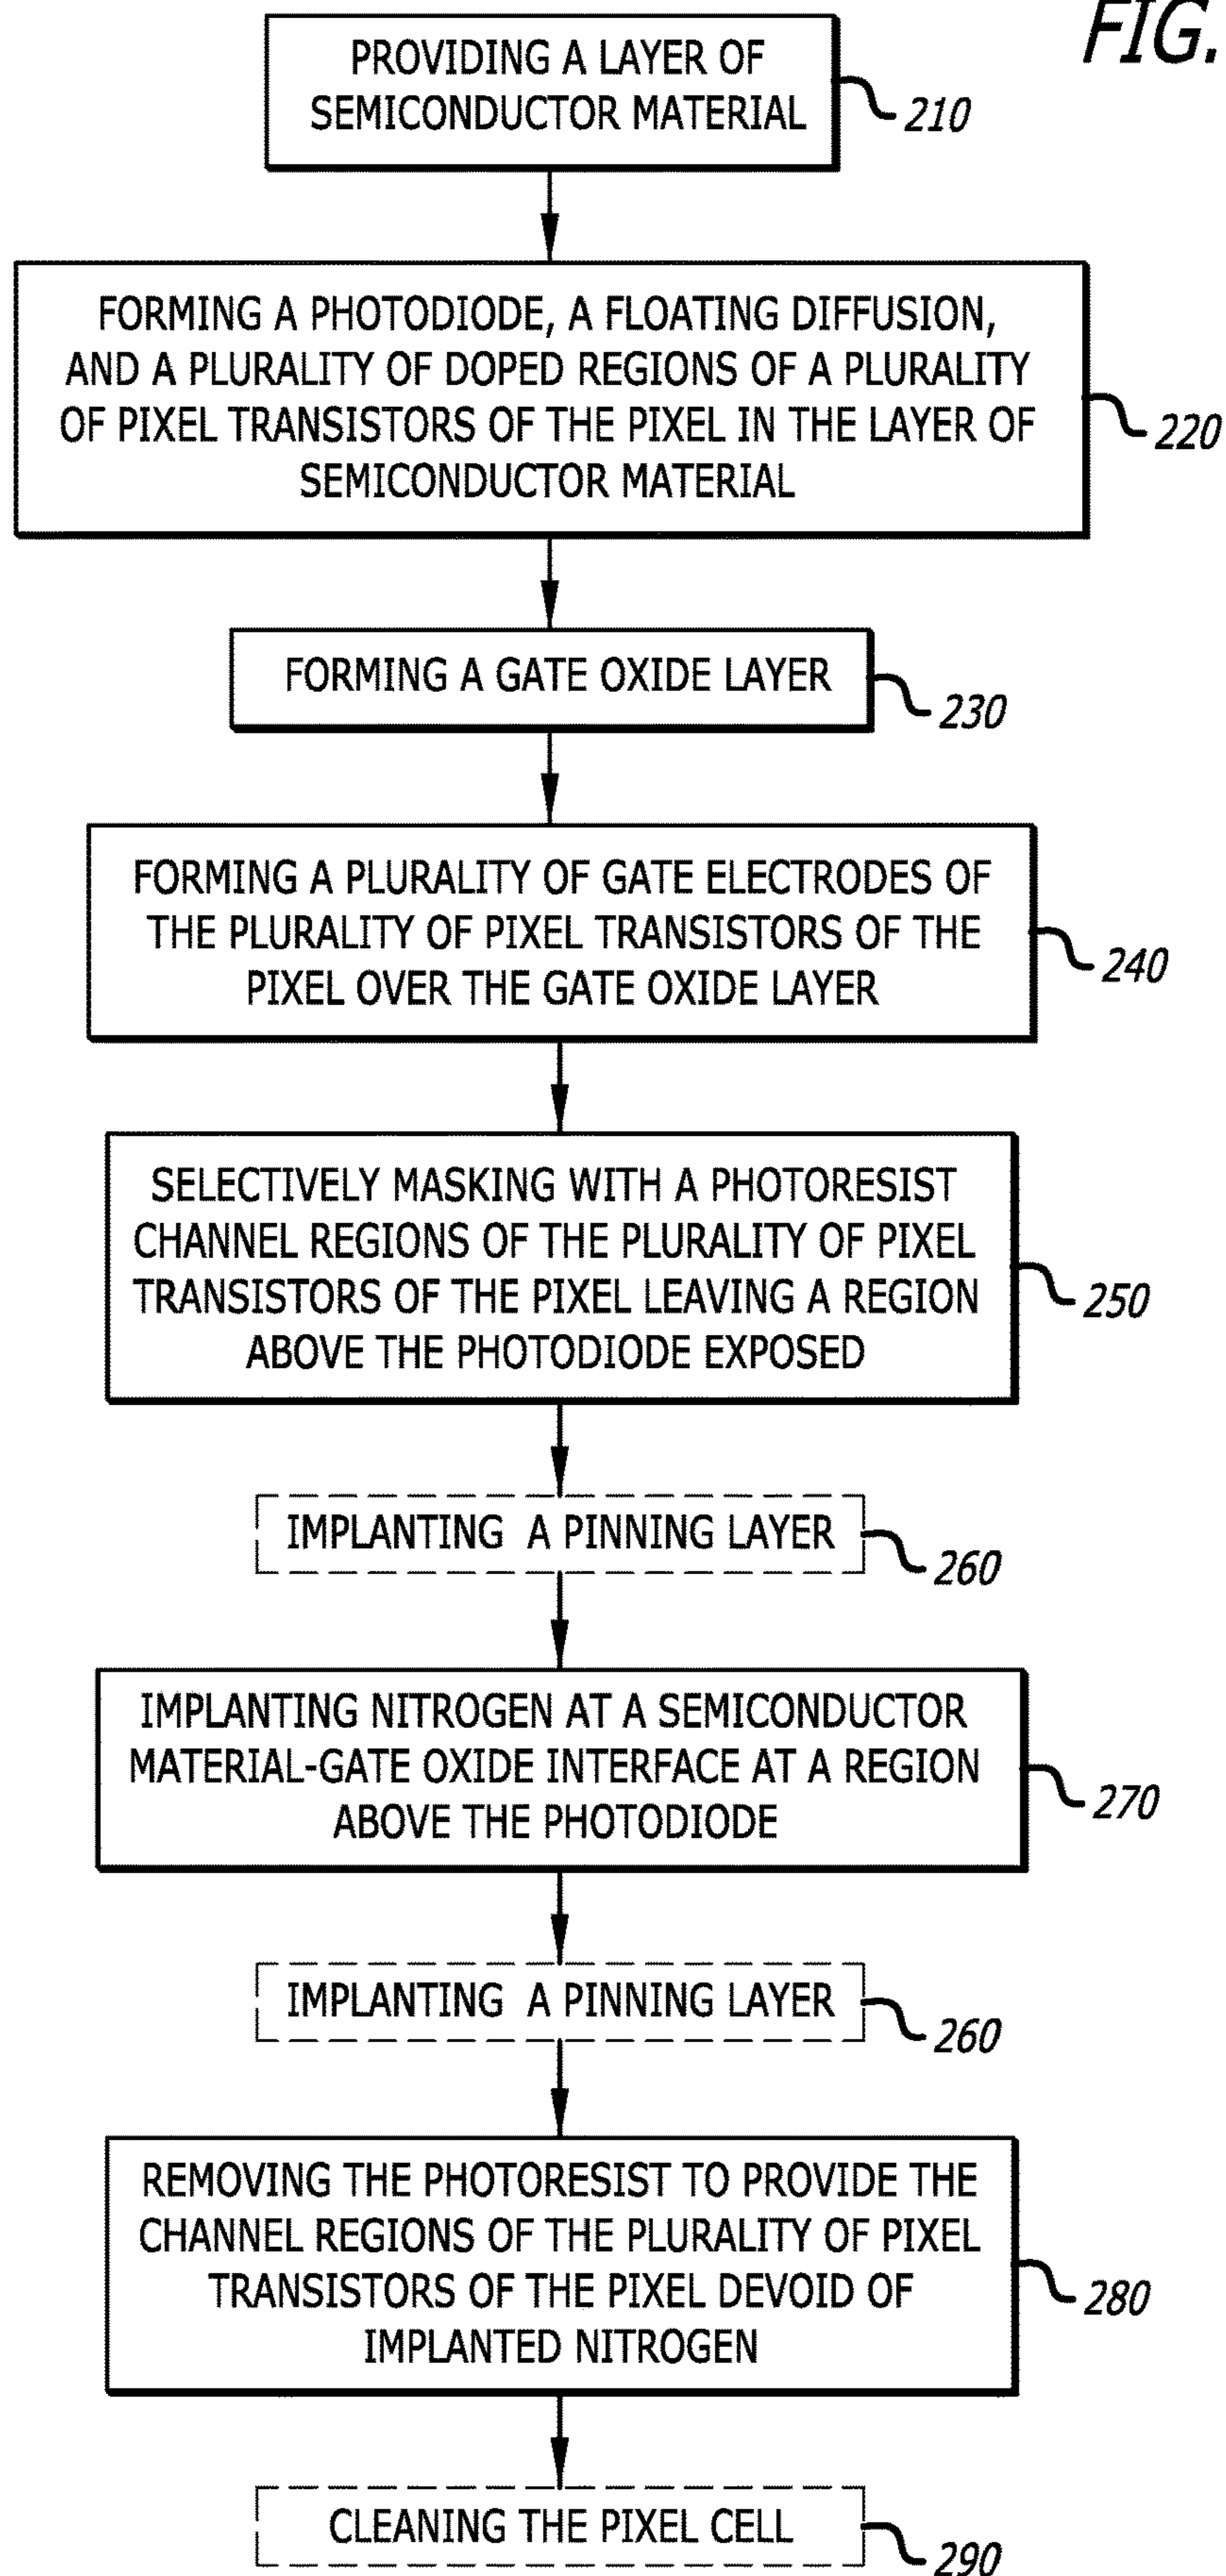 FIG.
PROVIDING A LAYER OF
SEMICONDUCTOR MATERIAL
210
FORMING A PHOTODIODE, A FLOATING DIFFUSION,
AND A PLURALITY OF DOPED REGIONS OF A PLURALITY
OF PIXEL TRANSISTORS OF THE PIXEL IN THE LAYER OF
SEMICONDUCTOR MATERIAL
220
FORMING A GATE OXIDE LAYER
230
FORMING A PLURALITY OF GATE ELECTRODES OF
THE PLURALITY OF PIXEL TRANSISTORS OF THE
PIXEL OVER THE GATE OXIDE LAYER
240
SELECTIVELY MASKING WITH A PHOTORESIST
CHANNEL REGIONS OF THE PLURALITY OF PIXEL
TRANSISTORS OF THE PIXEL LEAVING A REGION
ABOVE THE PHOTODIODE EXPOSED
250
IMPLANTING A PINNING LAYER
260
IMPLANTING NITROGEN AT A SEMICONDUCTOR
MATERIAL-GATE OXIDE INTERFACE AT A REGION
ABOVE THE PHOTODIODE
270
IMPLANTING A PINNING LAYER
260
REMOVING THE PHOTORESIST TO PROVIDE THE
CHANNEL REGIONS OF THE PLURALITY OF PIXEL
TRANSISTORS OF THE PIXEL DEVOID OF
IMPLANTED NITROGEN
280
CLEANING THE PIXEL CELL
290